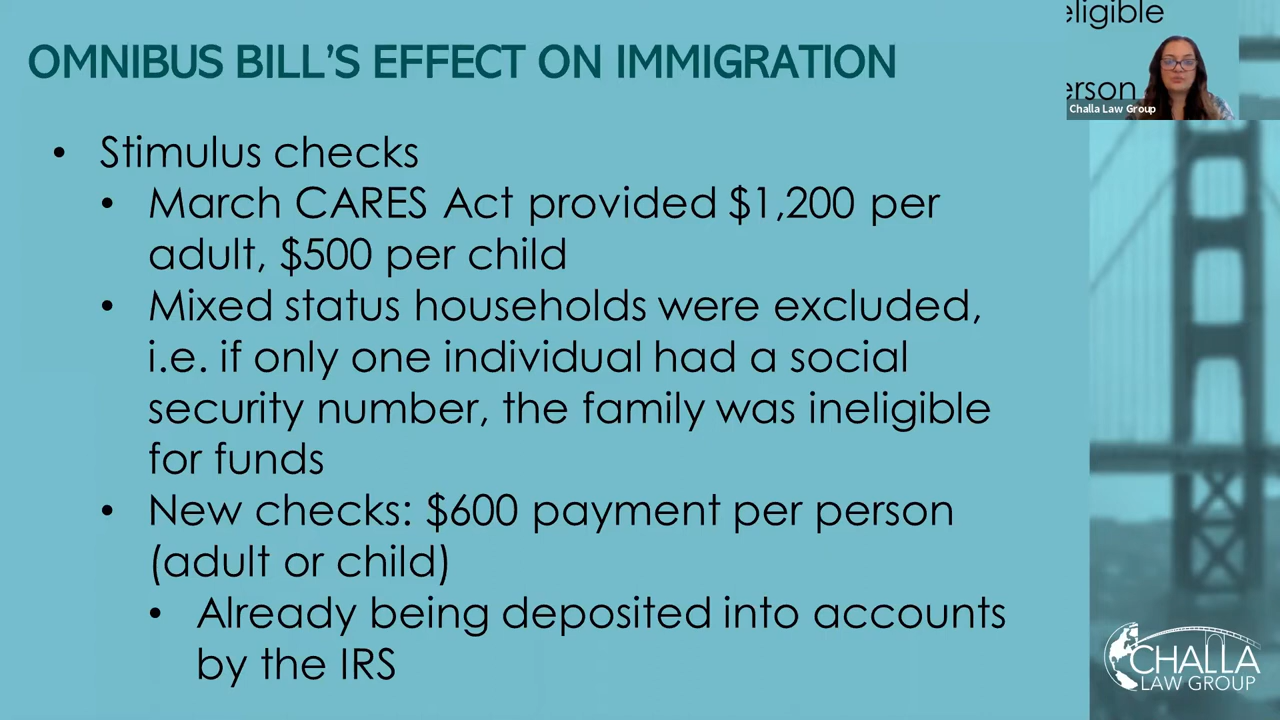 OMNIBUS BILL'S EFFECT ON IMMIGRATION
eligible
erson
Challa Law Group
• Stimulus checks
• March CARES Act provided $1,200 per
adult, $500 per child
• Mixed status households were excluded,
i.e. if only one individual had a social
security number, the family was ineligible
for funds
• New checks: $600 payment per person
(adult or child)
• Already being deposited into accounts
by the IRS
CHALLA
LAW GROUP